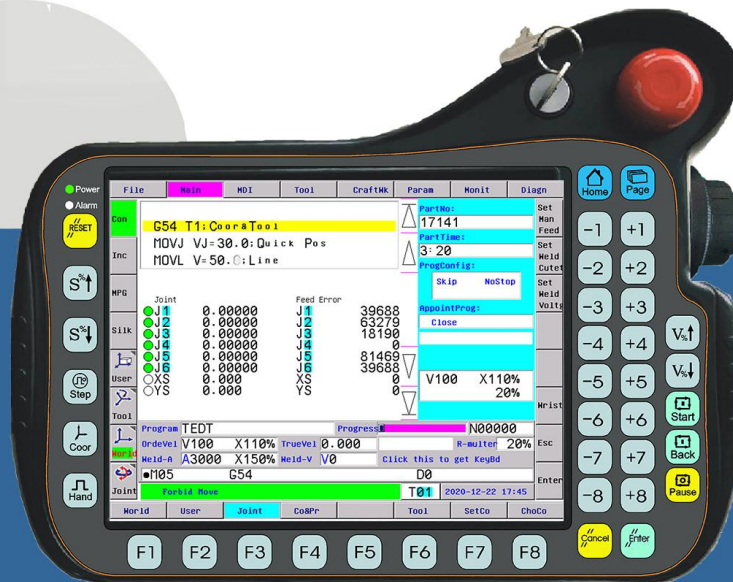 Power
Alarm
RESET
S%↑
S%↓
Step
Coor
Hand
File Main MDI Tool CraftWk Param Monit Diagn
Con
Inc
MPG
Silk
User
Tool
World
Joint
G54 T1:Coor&Tool
MOVJ VJ=30.0:Quick Pos
MOVL V=50.0:Line
Joint Feed Error
J1 0.00000 J1 39688
J2 0.00000 J2 63279
J3 0.00000 J3 18190
J4 0.00000 J4
J5 0.00000 J5 81469
J6 0.00000 J6 39688
XS 0.000 XS 0
YS 0.000 YS 0
PartNo:
17141
PartTime:
3:20
ProgConfig:
Skip NoStop
AppointProg:
Close
V100 X110%
20%
Set
Man
Feed
Set
Weld
Cutet
Set
Weld
Voltg
Wrist
Esc
Enter
Program TEDT Progress N00000
OrdeVel V100 X110% TrueVel 0.000 R-multer 20%
Weld-A A3000 X150% Weld-V V0 Click this to get KeyBd
M05 G54 D0
Forbid Move T01 2020-12-22 17:45
World User Joint Co&Pr Tool SetCo ChoCo
F1 F2 F3 F4 F5 F6 F7 F8
Home Page
-1 +1
-2 +2
-3 +3
-4 +4
-5 +5
-6 +6
-7 +7
-8 +8
Cancel Enter
V%↑
V%↓
Start
Back
Pause